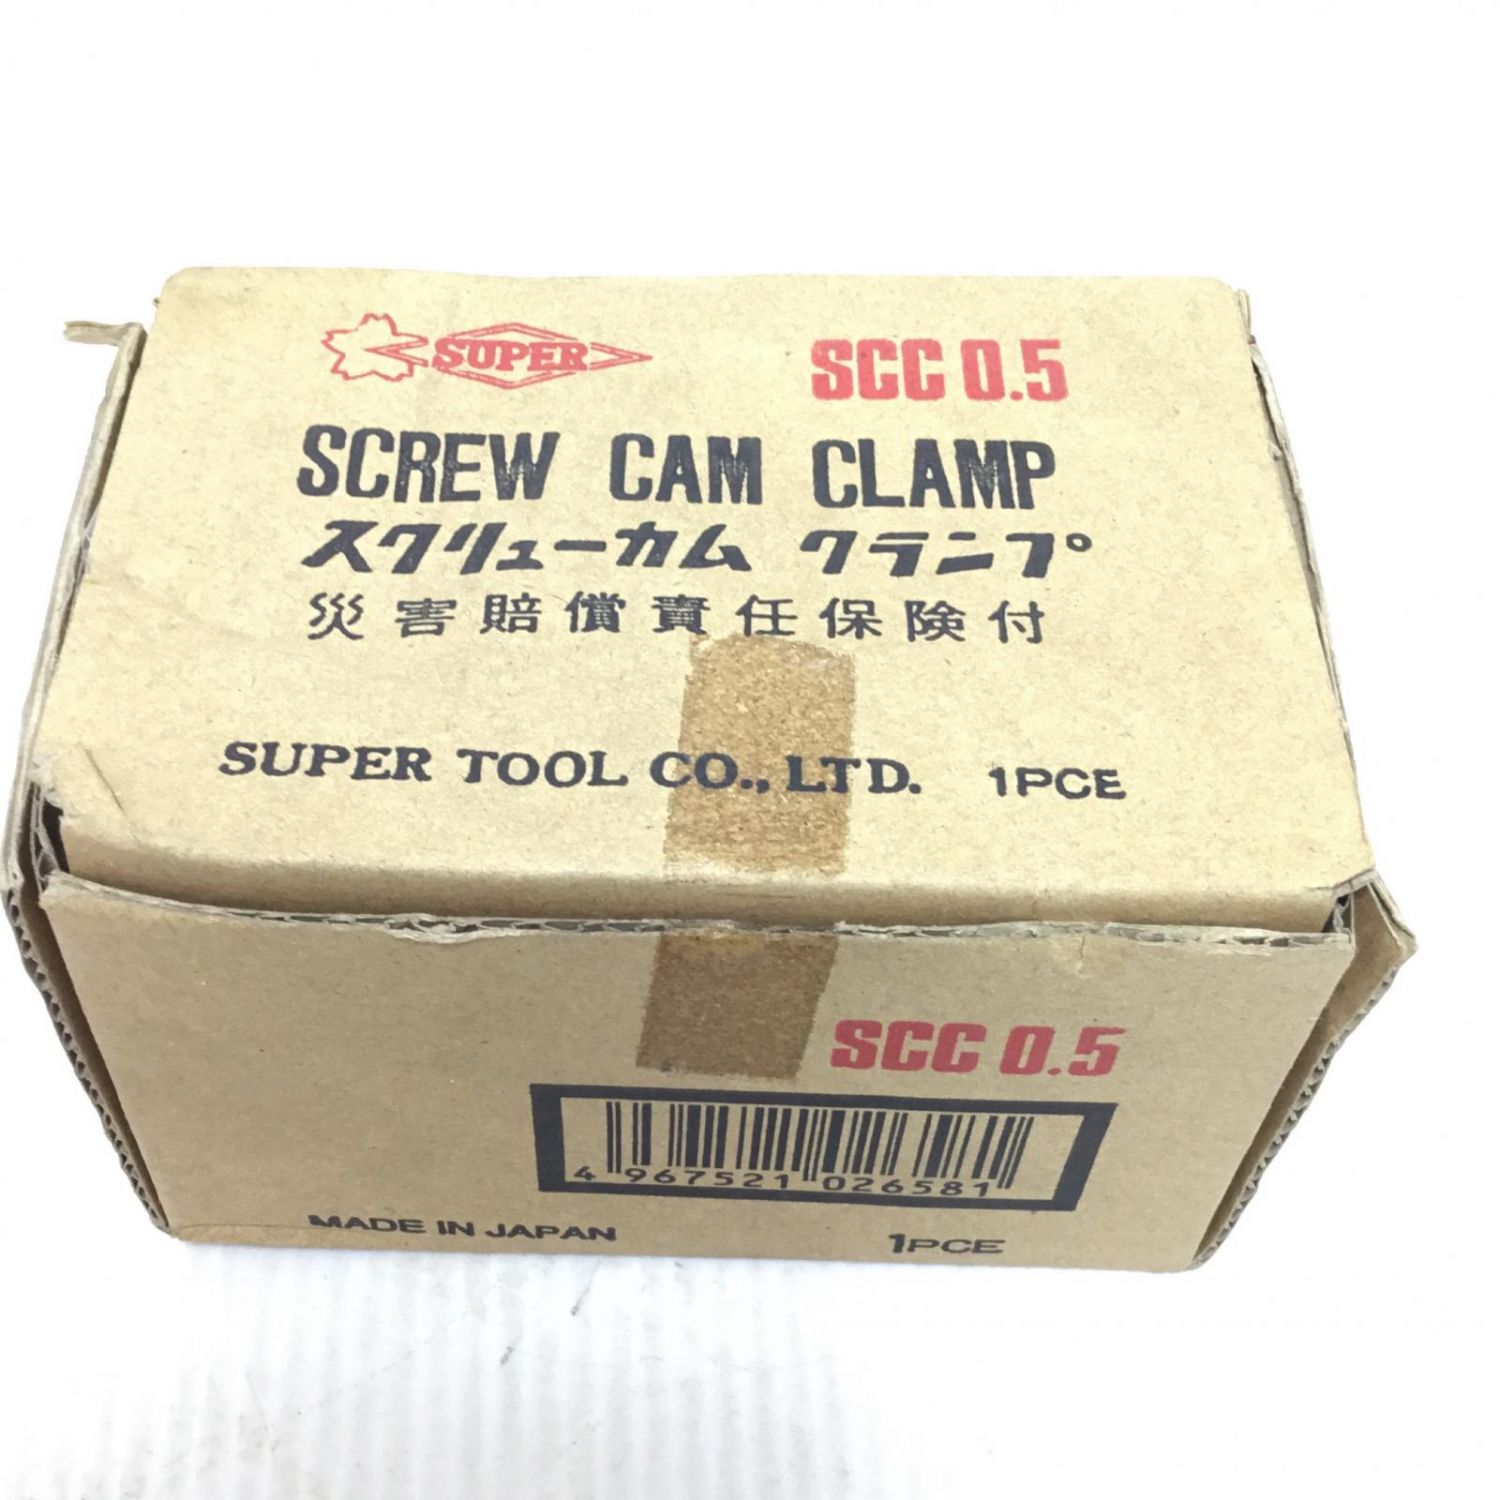 SUPER SCC 0.5
SCREW CAM CLAMP
スクリューカム クランプ
災害賠償責任保険付
SUPER TOOL CO., LTD. 1PCE
SCC 0.5
4 967521 026581
MADE IN JAPAN 1PCE